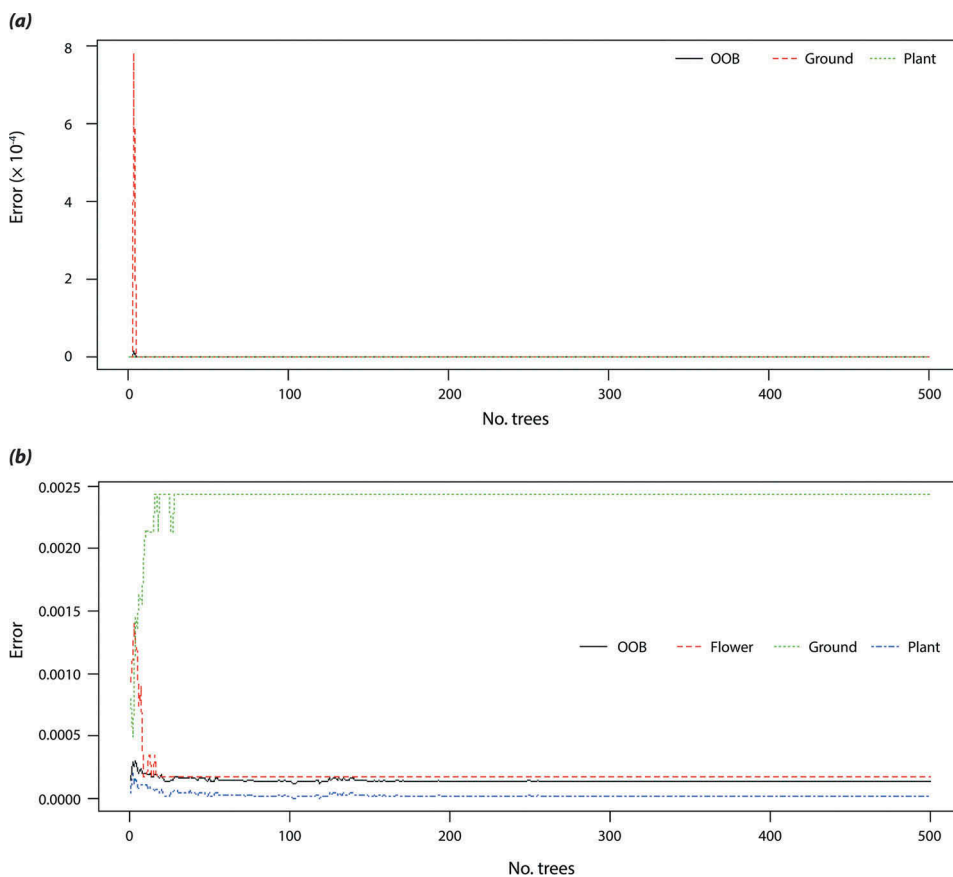 (a)
8
6
4
2
0
Error (× 10⁻⁴)
OOB Ground Plant
0 100 200 300 400 500
No. trees
(b)
0.0025
0.0020
0.0015
0.0010
0.0005
0.0000
Error
OOB Flower Ground Plant
0 100 200 300 400 500
No. trees